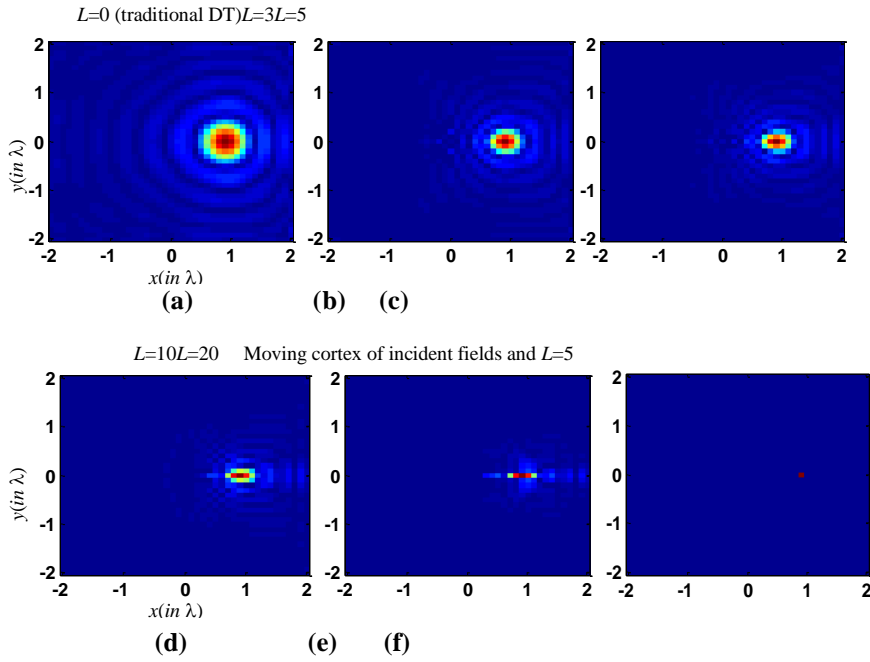 L=0 (traditional DT)L=3L=5
2
1
0
-1
-2
y(in λ)
-2 -1 0 1 2
x(in λ)
2
1
0
-1
-2
-2 -1 0 1 2
2
1
0
-1
-2
-2 -1 0 1 2
(a) (b) (c)
L=10L=20 Moving cortex of incident fields and L=5
2
1
0
-1
-2
y(in λ)
-2 -1 0 1 2
x(in λ)
2
1
0
-1
-2
-2 -1 0 1 2
2
1
0
-1
-2
-2 -1 0 1 2
(d) (e) (f)